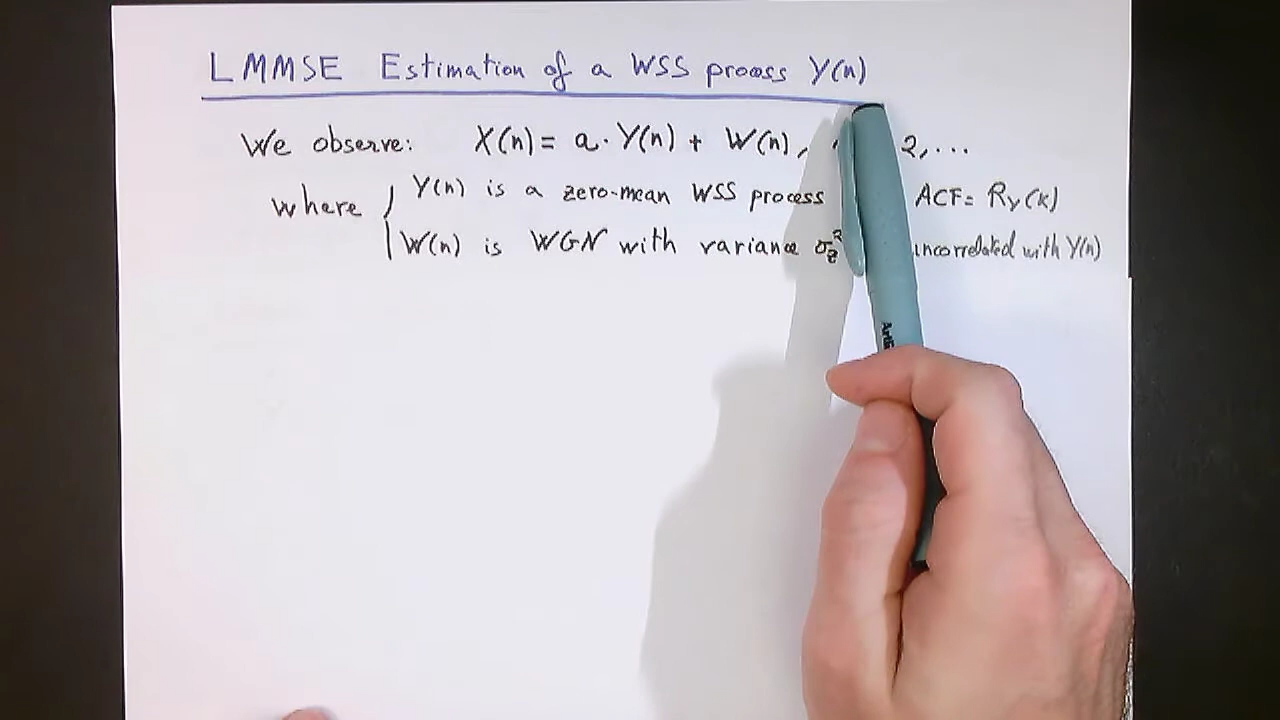 LMMSE Estimation of a WSS process Y(n)
We observe: X(n) = a · Y(n) + W(n), 2, ...
where { Y(n) is a zero-mean WSS process ACF = R_Y(k)
W(n) is WGN with variance σ² uncorrelated with Y(n)